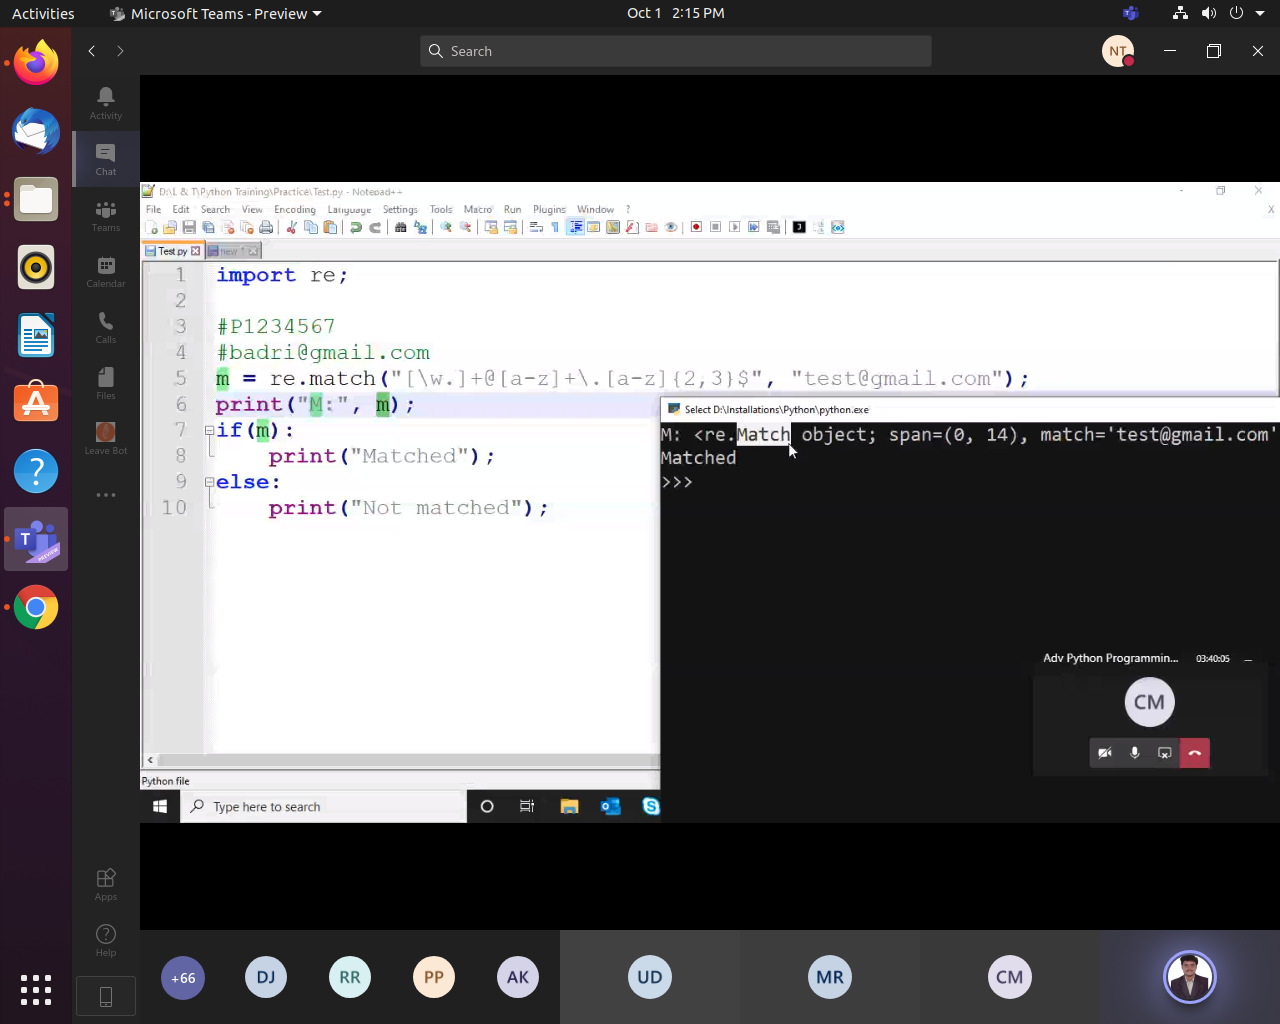 Activities
Microsoft Teams - Preview
Oct 1 2:15 PM
Search
NT
Activity
Chat
Teams
Calendar
Calls
Files
Leave Bot
Apps
Help
D:\L & T\Python Training\Practice\Test.py - Notepad++
File Edit Search View Encoding Language Settings Tools Macro Run Plugins Window ?
X
Test.py new 1
1 import re;
2
3 #P1234567
4 #badri@gmail.com
5 m = re.match("[\w.]+@[a-z]+\.[a-z]{2,3}$", "test@gmail.com");
6 print("M:", m);
7 if(m):
8 print("Matched");
9 else:
10 print("Not matched");
Select D:\Installations\Python\python.exe
M: <re.Match object; span=(0, 14), match='test@gmail.com'
Matched
>>>
Adv Python Programmin... 03:40:05
CM
Python file
Type here to search
+66
DJ
RR
PP
AK
UD
MR
CM